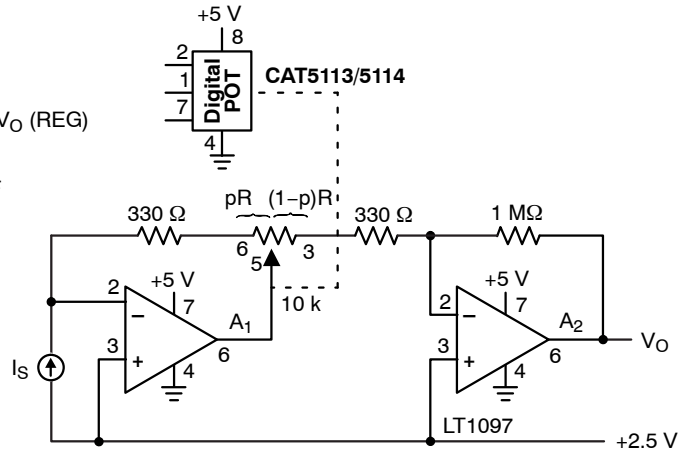 +5 V
8
2
1
7
4
Digital
POT
CAT5113/5114
V_O (REG)
pR (1−p)R
330 Ω
6
5
3
330 Ω
1 MΩ
10 k
+5 V
2
7
−
A1
3
6
+
4
I_S
+5 V
2
7
−
A2
3
6
+
4
V_O
LT1097
+2.5 V